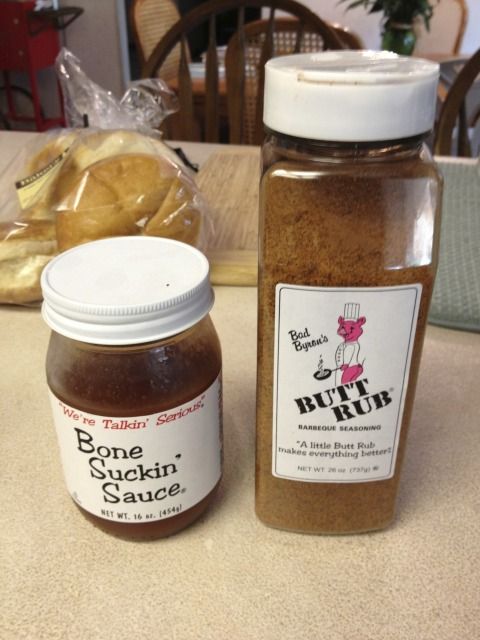 "We're Talkin' Serious"®
Bone
Suckin'
Sauce®
NET WT. 16 oz. (454g)
Bad
Byron's
BUTT
RUB®
BARBEQUE SEASONING
"A little Butt Rub
makes everything better!"
NET WT. 26 oz (737g)